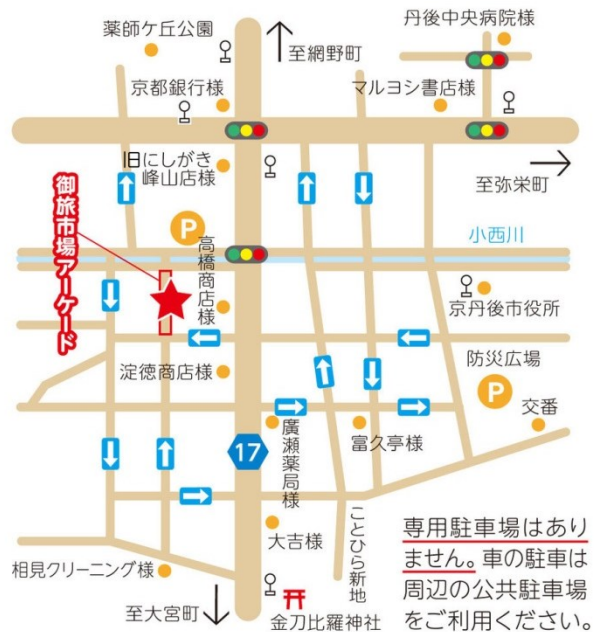 薬師ケ丘公園
丹後中央病院様
至網野町
京都銀行様
マルヨシ書店様
旧にしがき
峰山店様
至弥栄町
御旅市場アーケード
P
高橋商店様
小西川
京丹後市役所
淀徳商店様
防災広場
P
交番
廣瀬薬局様
富久亭様
17
大吉様
ことひら新地
相見クリーニング様
至大宮町
金刀比羅神社
専用駐車場はあり
ません。車の駐車は
周辺の公共駐車場
をご利用ください。